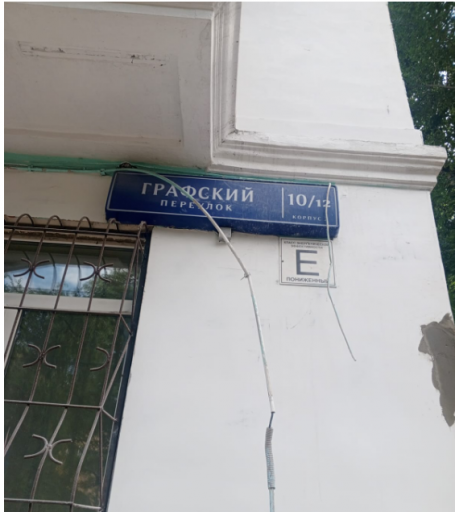 ГРАФСКИЙ
ПЕРЕУЛОК
10/12
КОРПУС
Е
ПОНИЖЕННЫЙ